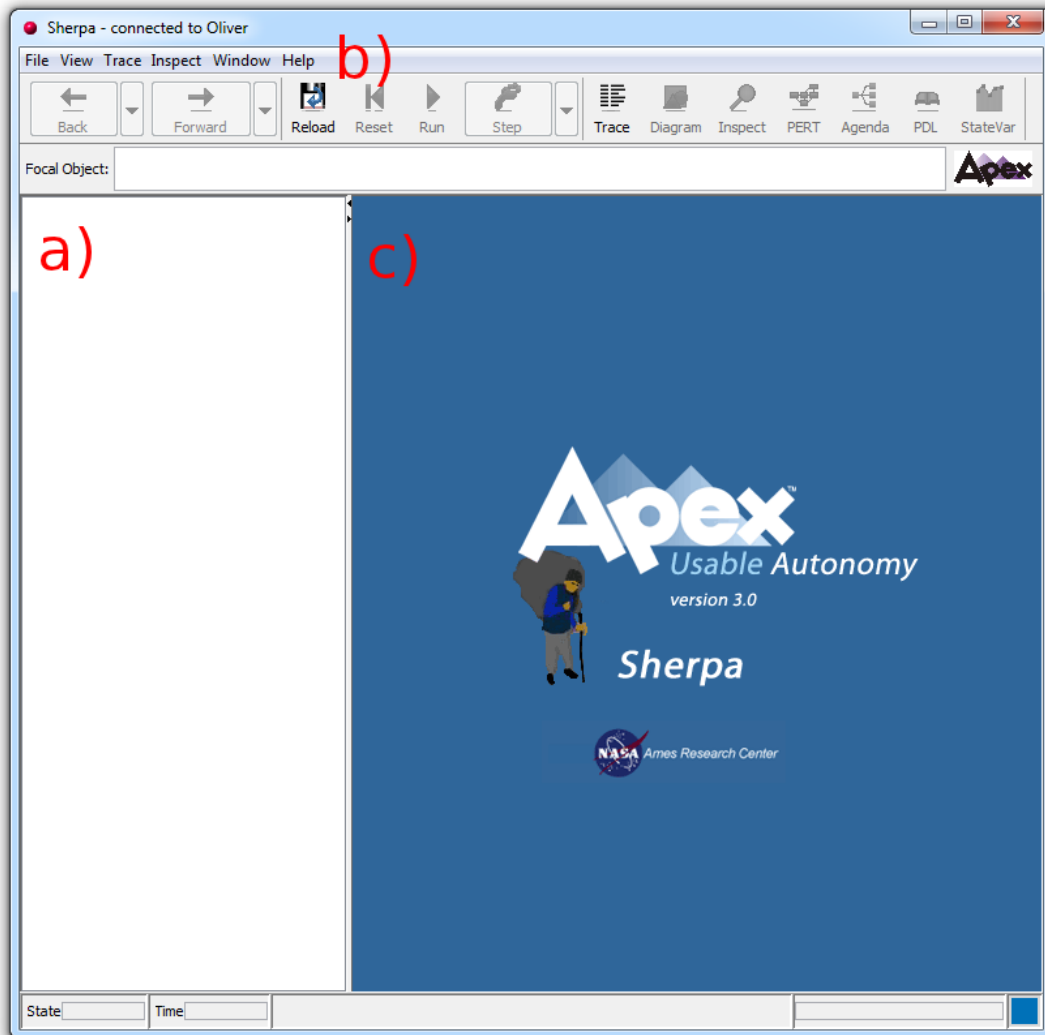 Sherpa - connected to Oliver
File View Trace Inspect Window Help
b)
Back Forward Reload Reset Run Step Trace Diagram Inspect PERT Agenda PDL StateVar
Focal Object:
Apex
a)
c)
Apex™
Usable Autonomy
version 3.0
Sherpa
NASA Ames Research Center
State Time